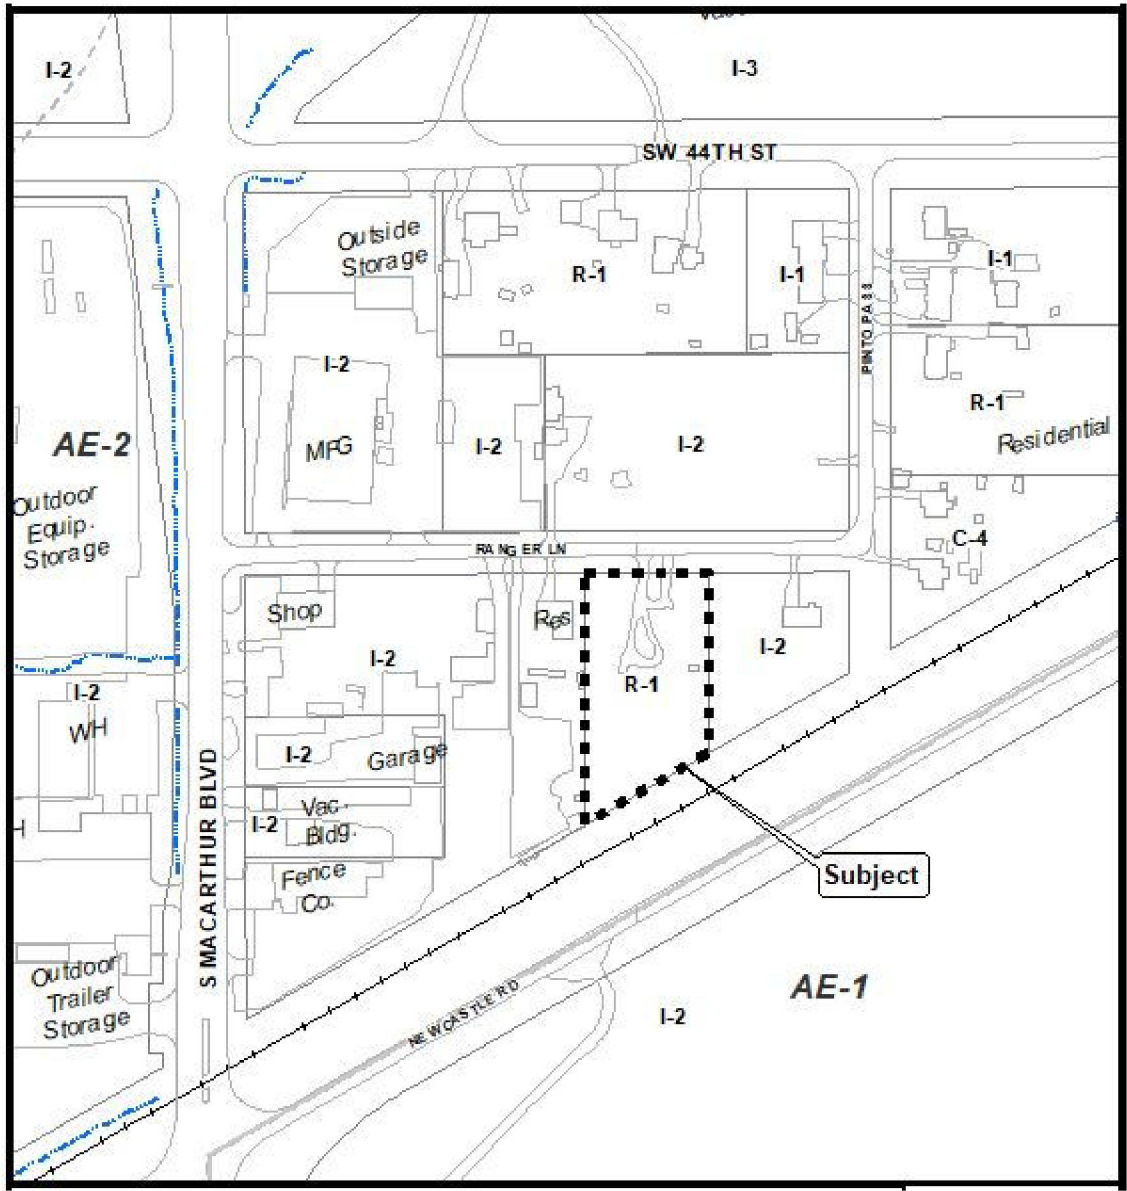 I-2
I-3
SW 44TH ST
Outside
Storage
R-1
I-1
I-1
PINTO PASS
I-2
R-1
Residential
AE-2
MFG
I-2
I-2
Outdoor
Equip.
Storage
RANGER LN
C-4
Shop
Res
I-2
I-2
R-1
I-2
WH
I-2
Garage
S MACARTHUR BLVD
I-2
Vac.
Bldg.
H
Fence
Co.
Subject
Outdoor
Trailer
Storage
AE-1
I-2
NEWCASTLE RD